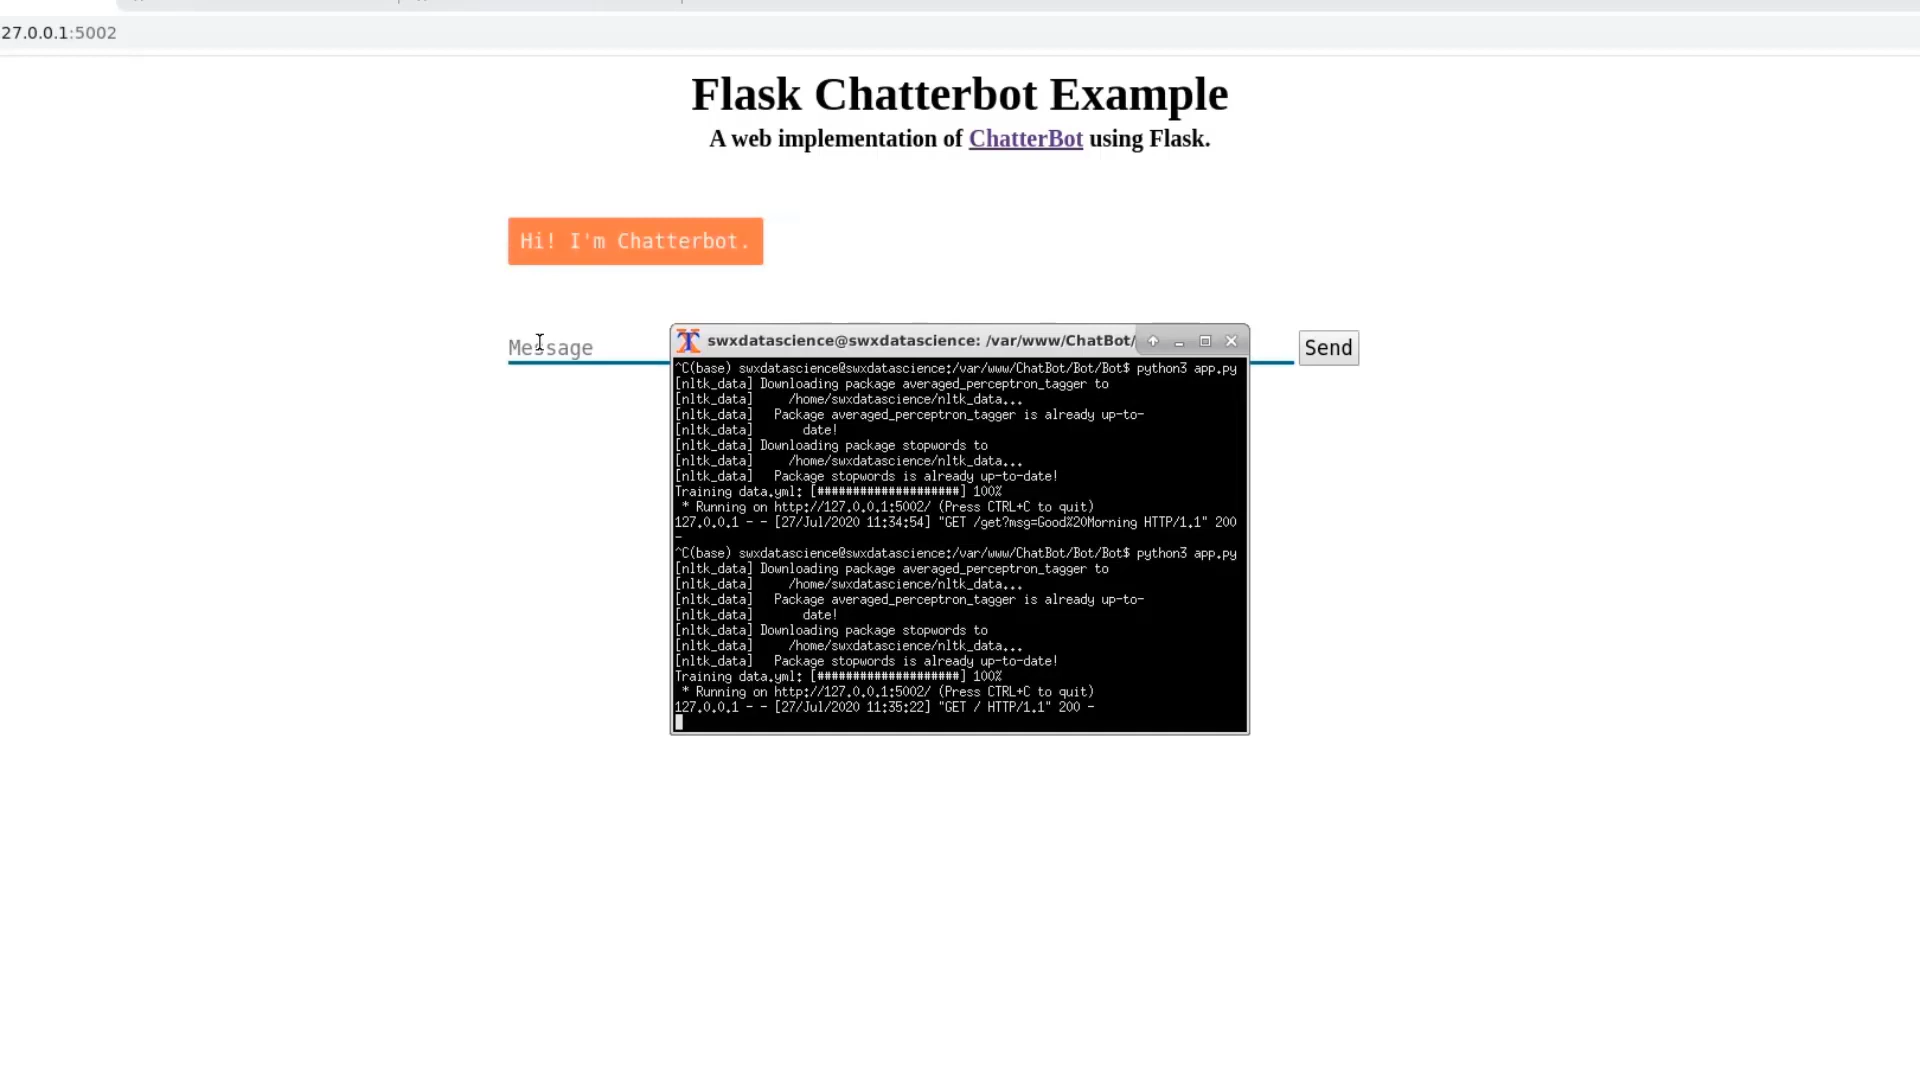 27.0.0.1:5002
Flask Chatterbot Example
A web implementation of ChatterBot using Flask.
Hi! I'm Chatterbot.
Message
Send
swxdatascience@swxdatascience: /var/www/ChatBot/
^C(base) swxdatascience@swxdatascience:/var/www/ChatBot/Bot/Bot$ python3 app.py
[nltk_data] Downloading package averaged_perceptron_tagger to
[nltk_data]     /home/swxdatascience/nltk_data...
[nltk_data]   Package averaged_perceptron_tagger is already up-to-
[nltk_data]       date!
[nltk_data] Downloading package stopwords to
[nltk_data]     /home/swxdatascience/nltk_data...
[nltk_data]   Package stopwords is already up-to-date!
Training data.yml: [####################] 100%
 * Running on http://127.0.0.1:5002/ (Press CTRL+C to quit)
127.0.0.1 - - [27/Jul/2020 11:34:54] "GET /get?msg=Good%20Morning HTTP/1.1" 200
-
^C(base) swxdatascience@swxdatascience:/var/www/ChatBot/Bot/Bot$ python3 app.py
[nltk_data] Downloading package averaged_perceptron_tagger to
[nltk_data]     /home/swxdatascience/nltk_data...
[nltk_data]   Package averaged_perceptron_tagger is already up-to-
[nltk_data]       date!
[nltk_data] Downloading package stopwords to
[nltk_data]     /home/swxdatascience/nltk_data...
[nltk_data]   Package stopwords is already up-to-date!
Training data.yml: [####################] 100%
 * Running on http://127.0.0.1:5002/ (Press CTRL+C to quit)
127.0.0.1 - - [27/Jul/2020 11:35:22] "GET / HTTP/1.1" 200 -